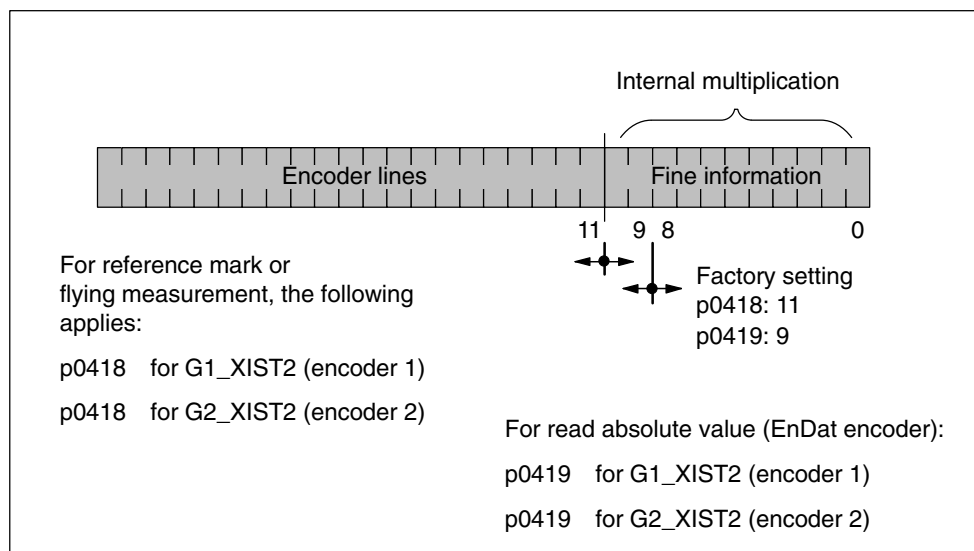 Internal multiplication
Encoder lines
Fine information
11
9
8
0
For reference mark or
flying measurement, the following
applies:
p0418 for G1_XIST2 (encoder 1)
p0418 for G2_XIST2 (encoder 2)
Factory setting
p0418: 11
p0419: 9
For read absolute value (EnDat encoder):
p0419 for G1_XIST2 (encoder 1)
p0419 for G2_XIST2 (encoder 2)